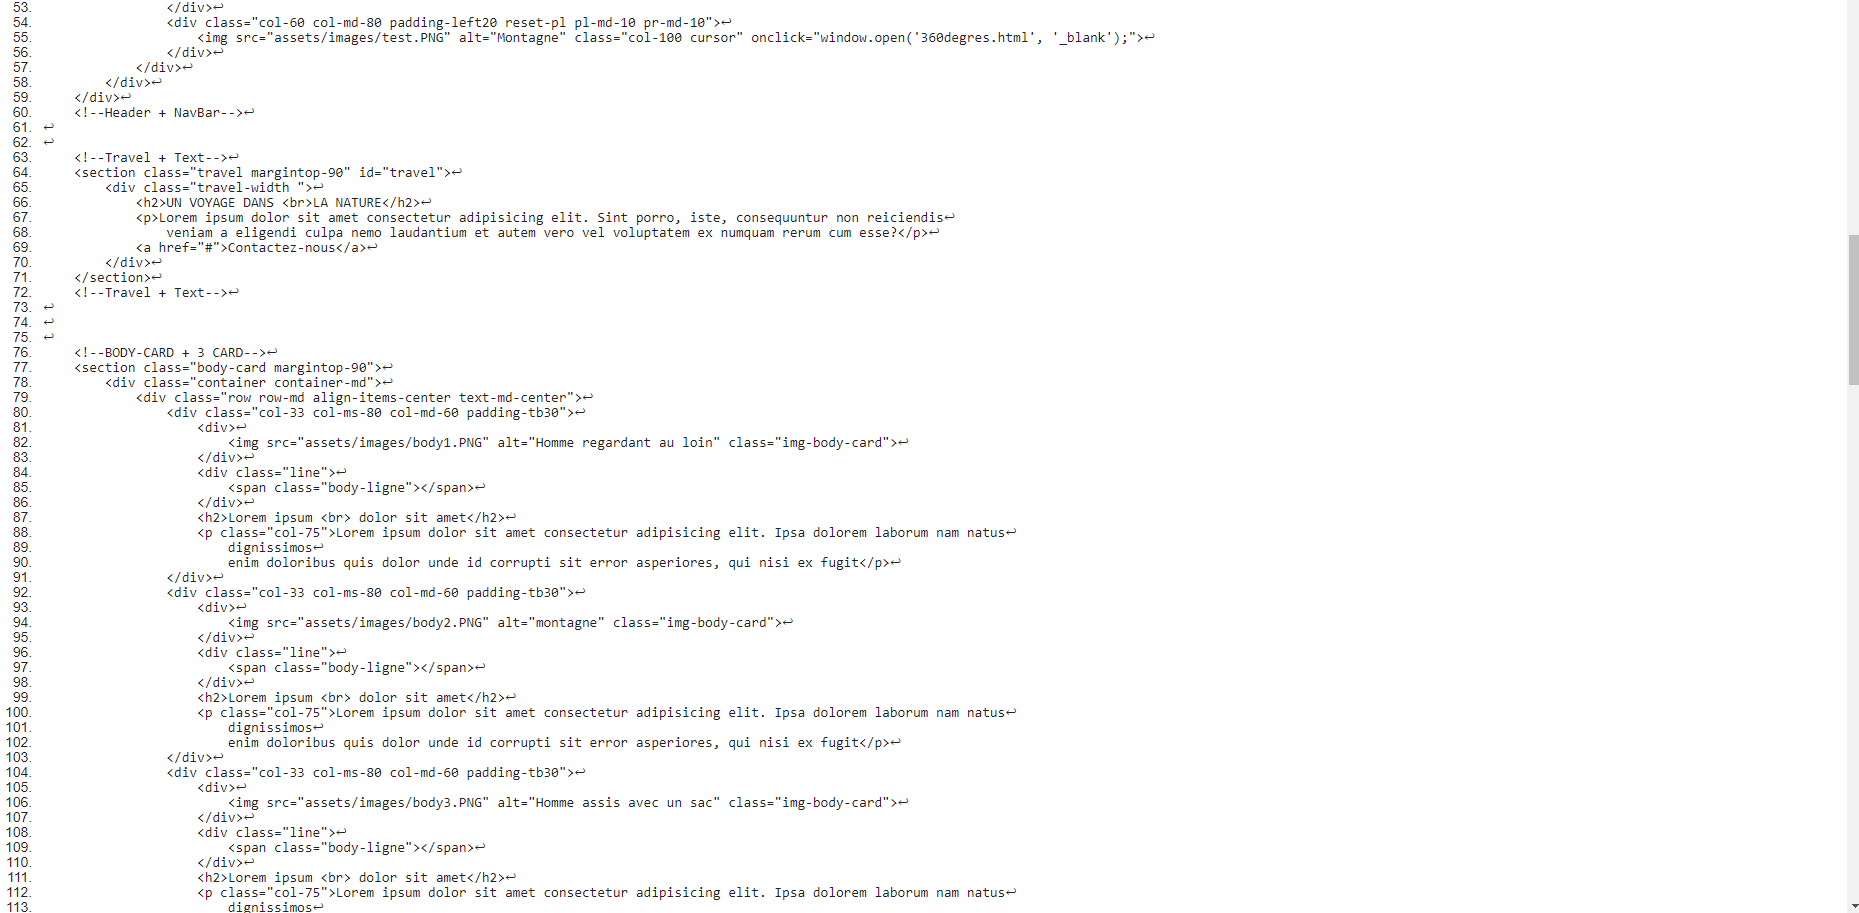 53. </div>↩
54. <div class="col-60 col-md-80 padding-left20 reset-pl pl-md-10 pr-md-10">↩
55. <img src="assets/images/test.PNG" alt="Montagne" class="col-100 cursor" onclick="window.open('360degres.html', '_blank');">↩
56. </div>↩
57. </div>↩
58. </div>↩
59. </div>↩
60. <!--Header + NavBar-->↩
61. ↩
62. ↩
63. <!--Travel + Text-->↩
64. <section class="travel margintop-90" id="travel">↩
65. <div class="travel-width ">↩
66. <h2>UN VOYAGE DANS <br>LA NATURE</h2>↩
67. <p>Lorem ipsum dolor sit amet consectetur adipisicing elit. Sint porro, iste, consequuntur non reiciendis↩
68. veniam a eligendi culpa nemo laudantium et autem vero vel voluptatem ex numquam rerum cum esse?</p>↩
69. <a href="#">Contactez-nous</a>↩
70. </div>↩
71. </section>↩
72. <!--Travel + Text-->↩
73. ↩
74. ↩
75. ↩
76. <!--BODY-CARD + 3 CARD-->↩
77. <section class="body-card margintop-90">↩
78. <div class="container container-md">↩
79. <div class="row row-md align-items-center text-md-center">↩
80. <div class="col-33 col-ms-80 col-md-60 padding-tb30">↩
81. <div>↩
82. <img src="assets/images/body1.PNG" alt="Homme regardant au loin" class="img-body-card">↩
83. </div>↩
84. <div class="line">↩
85. <span class="body-ligne"></span>↩
86. </div>↩
87. <h2>Lorem ipsum <br> dolor sit amet</h2>↩
88. <p class="col-75">Lorem ipsum dolor sit amet consectetur adipisicing elit. Ipsa dolorem laborum nam natus↩
89. dignissimos↩
90. enim doloribus quis dolor unde id corrupti sit error asperiores, qui nisi ex fugit</p>↩
91. </div>↩
92. <div class="col-33 col-ms-80 col-md-60 padding-tb30">↩
93. <div>↩
94. <img src="assets/images/body2.PNG" alt="montagne" class="img-body-card">↩
95. </div>↩
96. <div class="line">↩
97. <span class="body-ligne"></span>↩
98. </div>↩
99. <h2>Lorem ipsum <br> dolor sit amet</h2>↩
100. <p class="col-75">Lorem ipsum dolor sit amet consectetur adipisicing elit. Ipsa dolorem laborum nam natus↩
101. dignissimos↩
102. enim doloribus quis dolor unde id corrupti sit error asperiores, qui nisi ex fugit</p>↩
103. </div>↩
104. <div class="col-33 col-ms-80 col-md-60 padding-tb30">↩
105. <div>↩
106. <img src="assets/images/body3.PNG" alt="Homme assis avec un sac" class="img-body-card">↩
107. </div>↩
108. <div class="line">↩
109. <span class="body-ligne"></span>↩
110. </div>↩
111. <h2>Lorem ipsum <br> dolor sit amet</h2>↩
112. <p class="col-75">Lorem ipsum dolor sit amet consectetur adipisicing elit. Ipsa dolorem laborum nam natus↩
113. dignissimos↩